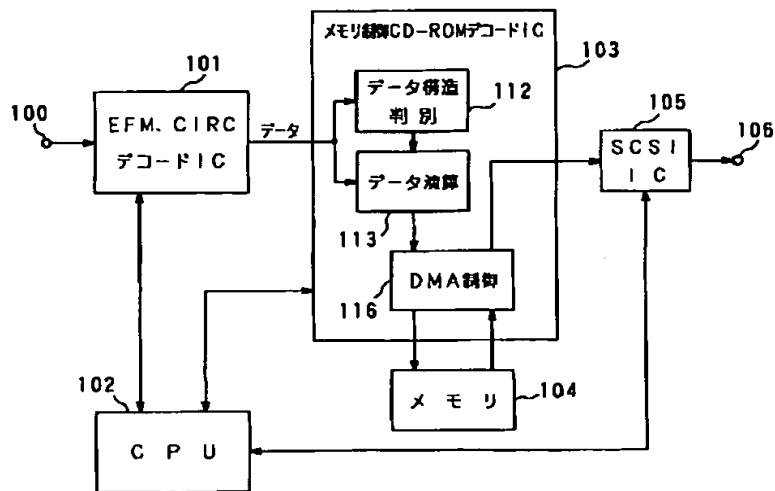 メモリ制御CD-ROMデコードIC
101
103
100
EFM、CIRC
デコードIC
データ
データ構造
判別
112
105
106
SCSI
IC
データ演算
113
DMA制御
116
102
メモリ
104
CPU